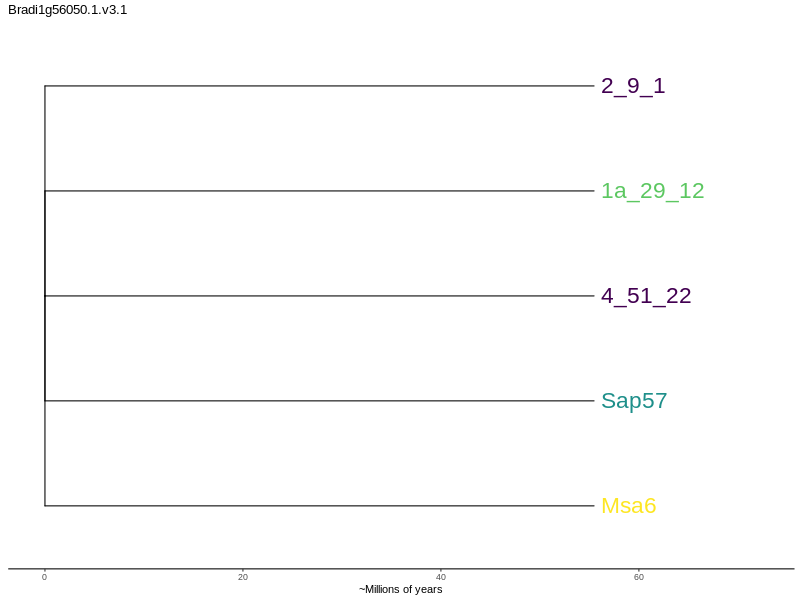 Bradi1g56050.1.v3.1
2_9_1
1a_29_12
4_51_22
Sap57
Msa6
0 20 40 60
~Millions of years